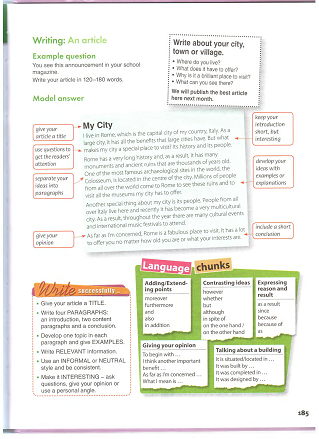 Writing: An article
Example question
You see this announcement in your school
magazine.
Write your article in 120–180 words.
Write about your city,
town or village.
• Where do you live?
• What does it have to offer?
• Why is it a brilliant place to visit?
• What can you see there?
We will publish the best article
here next month.
Model answer
give your
article a title
use questions to
get the readers'
attention
separate your
ideas into
paragraphs
give your
opinion
My City
I live in Rome, which is the capital city of my country, Italy. As a
large city, it has all the benefits that large cities have. But what
makes my city a special place to visit is its history and its people.
Rome has a very long history and, as a result, it has many
monuments and ancient ruins that are thousands of years old.
One of the most famous archaeological sites in the world, the
Colosseum, is located in the centre of the city. Millions of people
from all over the world come to Rome to see these ruins and to
visit all the museums my city has to offer.
Another special thing about my city is its people. People from all
over Italy live here and recently it has become a very multicultural
city. As a result, throughout the year there are many cultural events
and international music festivals to attend.
As far as I'm concerned, Rome is a fabulous place to visit. It has a lot
to offer you no matter how old you are or what your interests are.
keep your
introduction
short, but
interesting
develop your
ideas with
examples or
explanations
include a short
conclusion
Write successfully
• Give your article a TITLE.
• Write four PARAGRAPHS:
an introduction, two content
paragraphs and a conclusion.
• Develop one topic in each
paragraph and give EXAMPLES.
• Write RELEVANT information.
• Use an INFORMAL or NEUTRAL
style and be consistent.
• Make it INTERESTING – ask
questions, give your opinion or
use a personal angle.
Language chunks
Adding/Extend-
ing points
moreover
furthermore
and
also
in addition
Contrasting ideas
however
whether
but
although
in spite of
on the one hand /
on the other hand
Expressing
reason and
result
as a result
since
because
because of
as
Giving your opinion
To begin with ...
I think another important
benefit ...
As far as I'm concerned ...
What I mean is ...
Talking about a building
It is situated/located in ...
It was built by ...
It was completed in ...
It was designed by ...
185